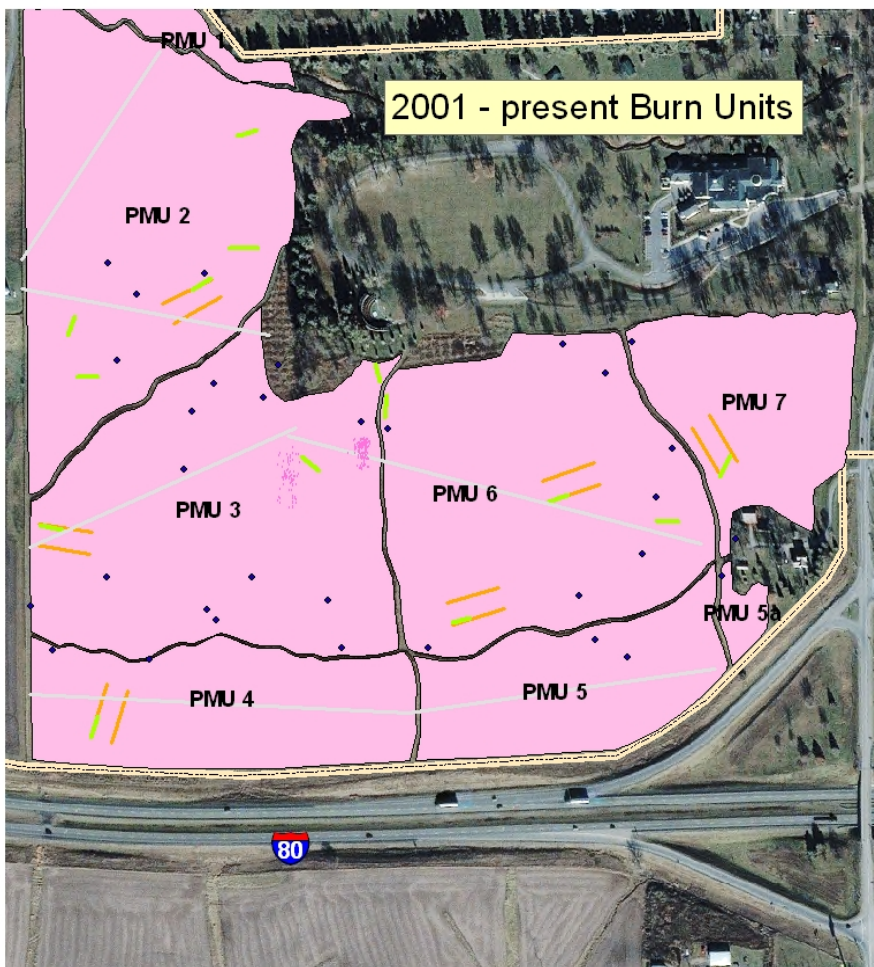 PMU 1
2001 - present Burn Units
PMU 2
PMU 7
PMU 6
PMU 3
PMU 5a
PMU 5
PMU 4
80